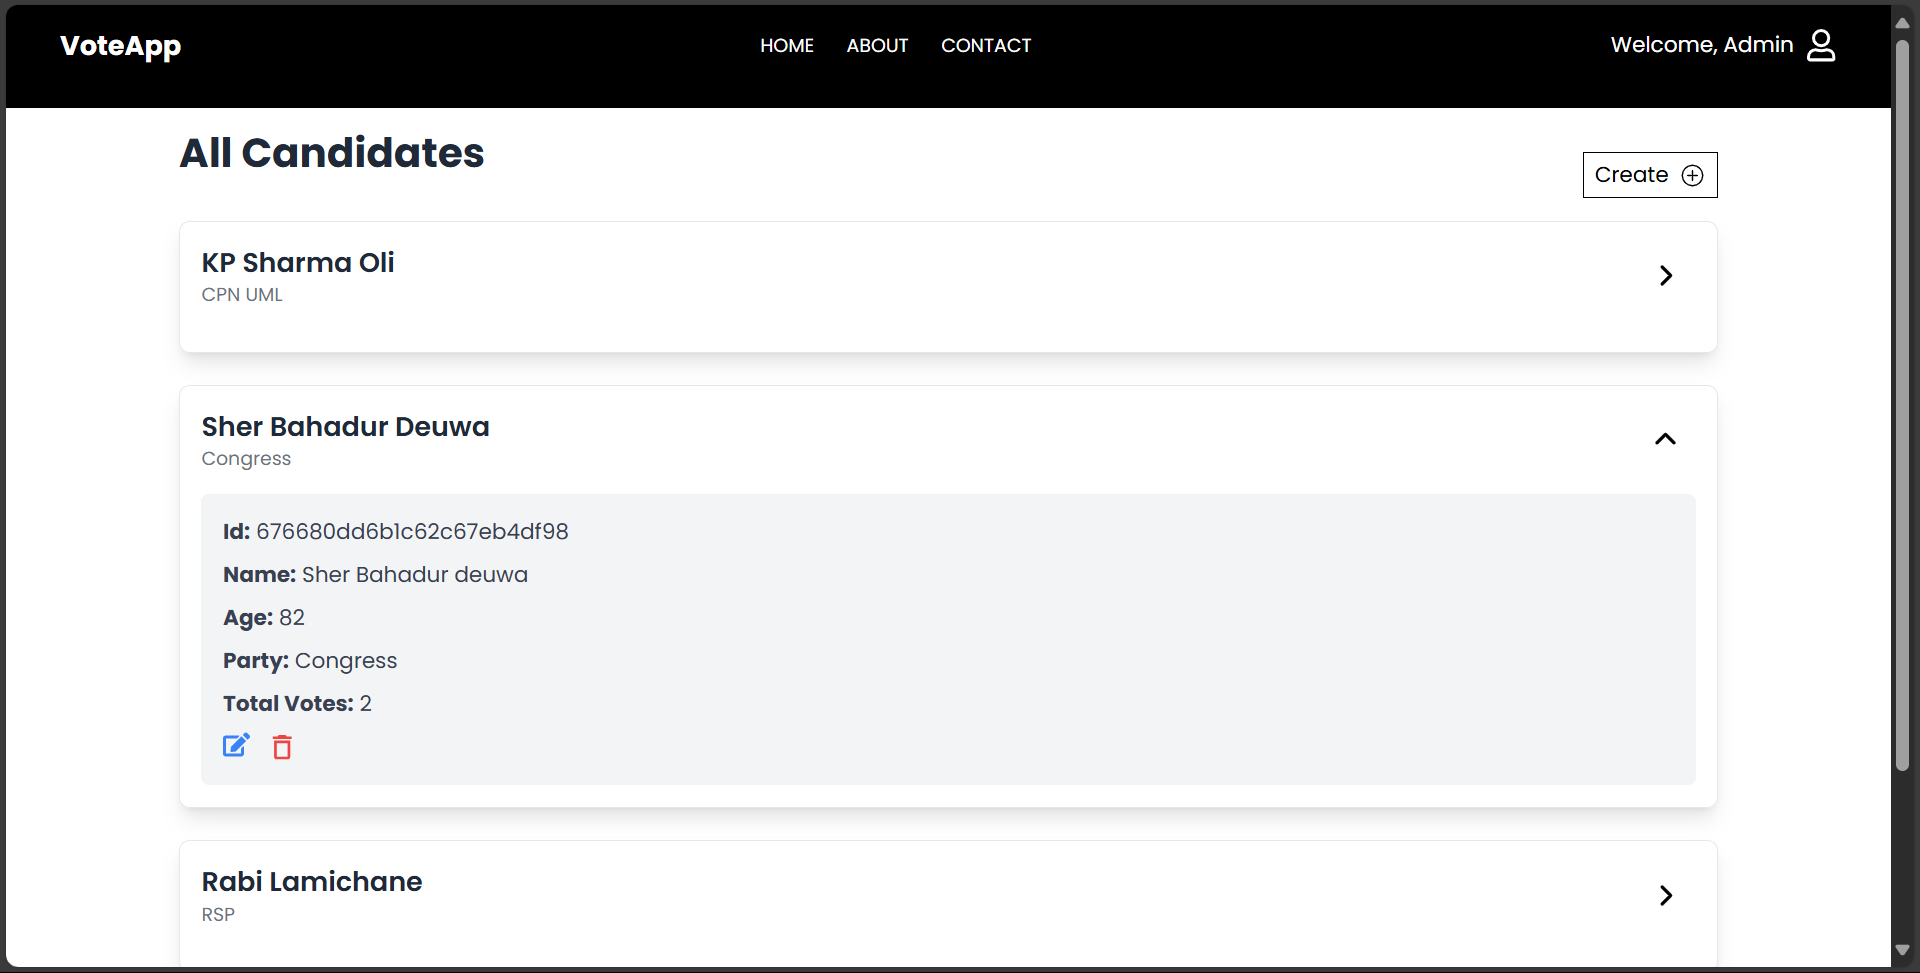 VoteApp HOME ABOUT CONTACT Welcome, Admin
All Candidates
Create
KP Sharma Oli
CPN UML
Sher Bahadur Deuwa
Congress
Id: 676680dd6b1c62c67eb4df98
Name: Sher Bahadur deuwa
Age: 82
Party: Congress
Total Votes: 2
Rabi Lamichane
RSP